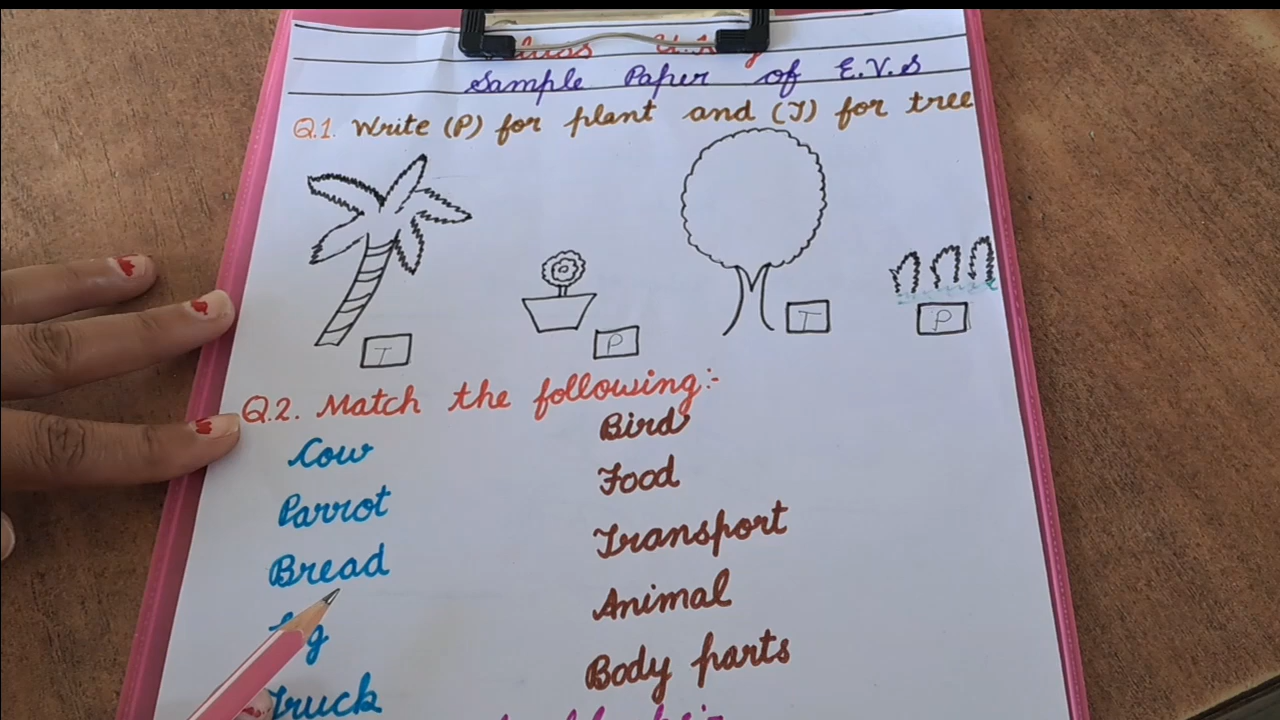 Sample Paper of E.V.S
Q.1. Write (P) for plant and (T) for tree
T
P
T
P
Q.2. Match the following:-
Cow Bird
Parrot Food
Bread Transport
Animal
Truck Body parts